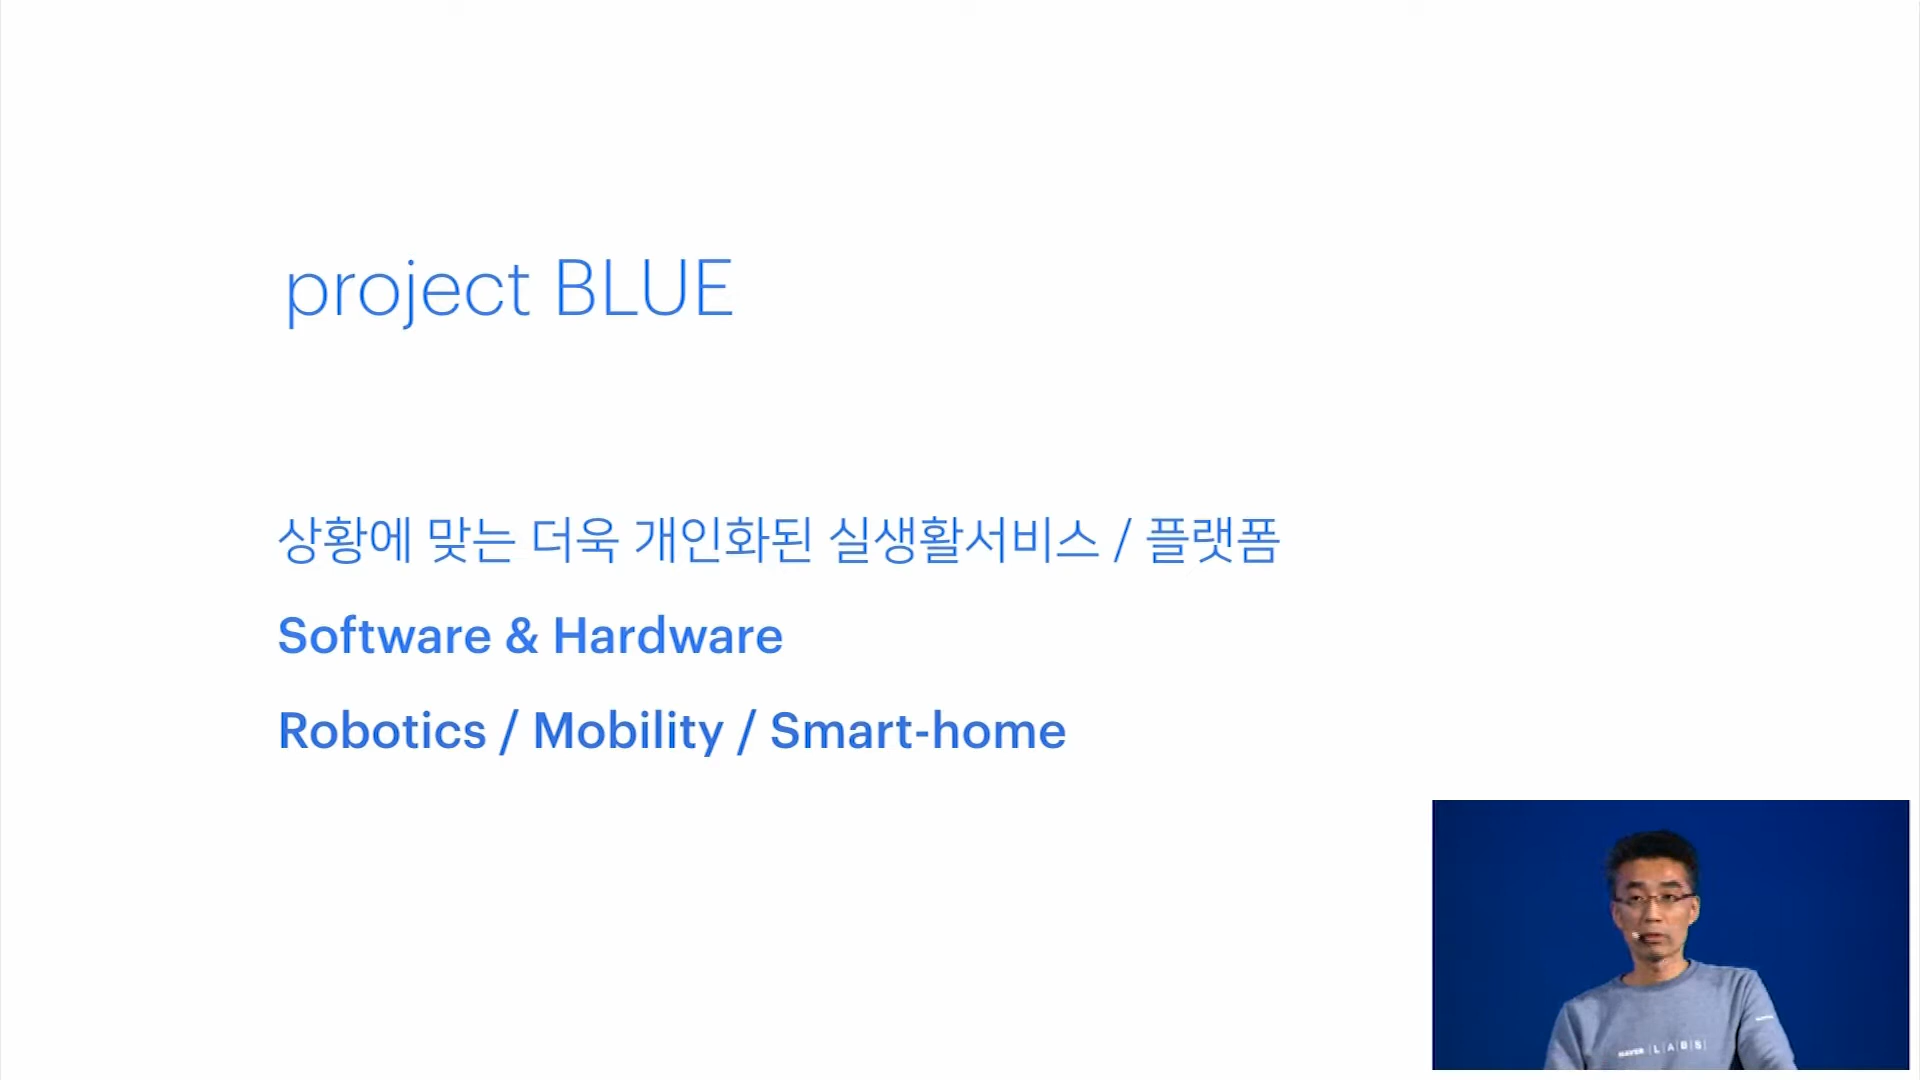 project BLUE
상황에 맞는 더욱 개인화된 실생활서비스 / 플랫폼
Software & Hardware
Robotics / Mobility / Smart-home
NAVER |L|A|B|S|